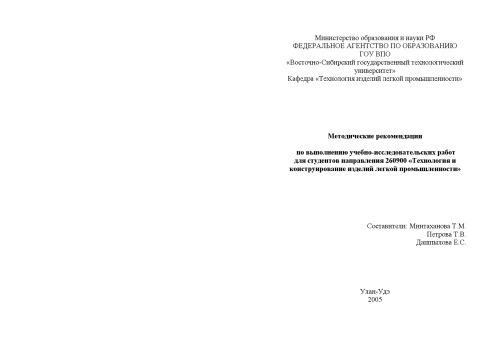 Министерство образования и науки РФ
ФЕДЕРАЛЬНОЕ АГЕНТСТВО ПО ОБРАЗОВАНИЮ
ГОУ ВПО
«Восточно-Сибирский государственный технологический
университет»
Кафедра «Технология изделий легкой промышленности»
Методические рекомендации
по выполнению учебно-исследовательских работ
для студентов направления 260900 «Технология и
конструирование изделий легкой промышленности»
Составители: Минтаханова Т.М.
Петрова Т.В.
Дашпылова Е.С.
Улан-Удэ
2005